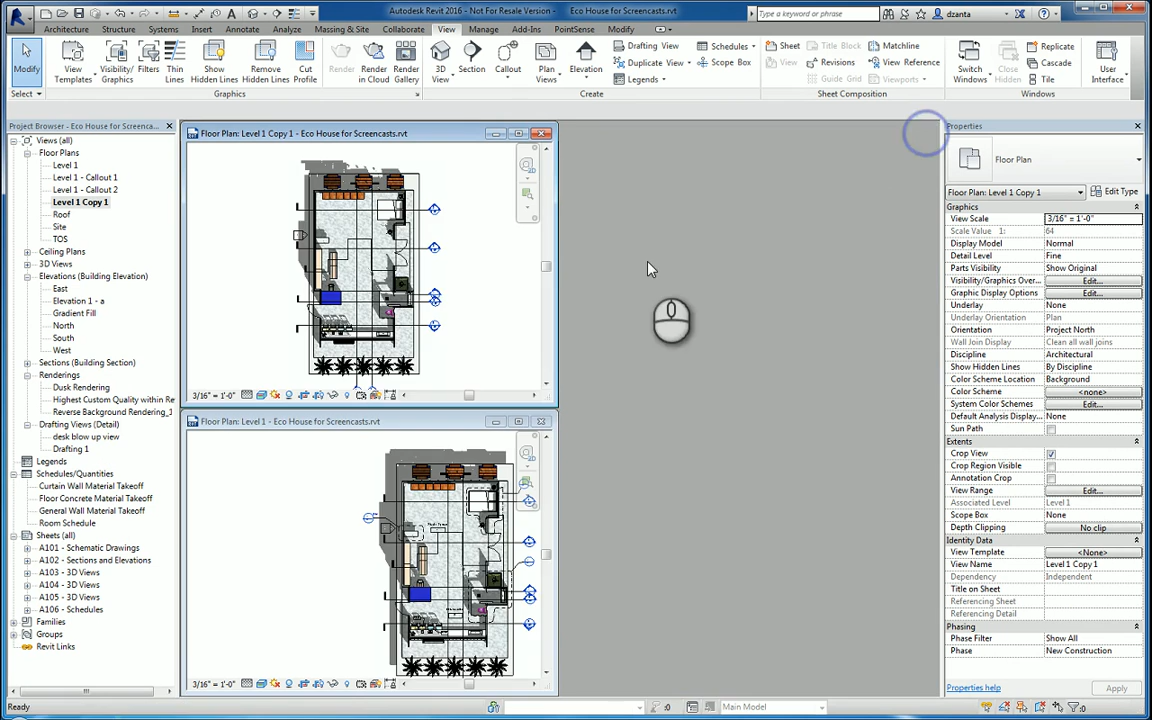 Autodesk Revit 2016 - Not For Resale Version -    Eco House for Screencasts.rvt
Type a keyword or phrase
dzanta
Architecture Structure Systems Insert Annotate Analyze Massing & Site Collaborate View Manage Add-Ins PointSense Modify
Modify
View Templates
Visibility/ Graphics
Filters
Thin Lines
Show Hidden Lines
Remove Hidden Lines
Cut Profile
Render
Render in Cloud
Render Gallery
3D View
Section
Callout
Plan Views
Elevation
Drafting View
Duplicate View
Legends
Schedules
Scope Box
Sheet
View
Title Block
Revisions
Guide Grid
Matchline
View Reference
Viewports
Switch Windows
Close Hidden
Replicate
Cascade
Tile
User Interface
Select
Graphics
Create
Sheet Composition
Windows
Project Browser - Eco House for Screencas...
Views (all)
Floor Plans
Level 1
Level 1 - Callout 1
Level 1 - Callout 2
Level 1 Copy 1
Roof
Site
TOS
Ceiling Plans
3D Views
Elevations (Building Elevation)
East
Elevation 1 - a
Gradient Fill
North
South
West
Sections (Building Section)
Renderings
Dusk Rendering
Highest Custom Quality within Re
Reverse Background Rendering_1
Drafting Views (Detail)
desk blow up view
Drafting 1
Legends
Schedules/Quantities
Curtain Wall Material Takeoff
Floor Concrete Material Takeoff
General Wall Material Takeoff
Room Schedule
Sheets (all)
A101 - Schematic Drawings
A102 - Sections and Elevations
A103 - 3D Views
A104 - 3D Views
A105 - 3D Views
A106 - Schedules
Families
Groups
Revit Links
Floor Plan: Level 1 Copy 1 - Eco House for Screencasts.rvt
2D
3/16" = 1'-0"
Floor Plan: Level 1 - Eco House for Screencasts.rvt
2D
3/16" = 1'-0"
Properties
Floor Plan
Floor Plan: Level 1 Copy 1
Edit Type
Graphics
View Scale 3/16" = 1'-0"
Scale Value 1: 64
Display Model Normal
Detail Level Fine
Parts Visibility Show Original
Visibility/Graphics Over... Edit...
Graphic Display Options Edit...
Underlay None
Underlay Orientation Plan
Orientation Project North
Wall Join Display Clean all wall joins
Discipline Architectural
Show Hidden Lines By Discipline
Color Scheme Location Background
Color Scheme <none>
System Color Schemes Edit...
Default Analysis Display... None
Sun Path
Extents
Crop View
Crop Region Visible
Annotation Crop
View Range Edit...
Associated Level Level 1
Scope Box None
Depth Clipping No clip
Identity Data
View Template <None>
View Name Level 1 Copy 1
Dependency Independent
Title on Sheet
Referencing Sheet
Referencing Detail
Phasing
Phase Filter Show All
Phase New Construction
Properties help
Apply
Ready
:0
Main Model
:0